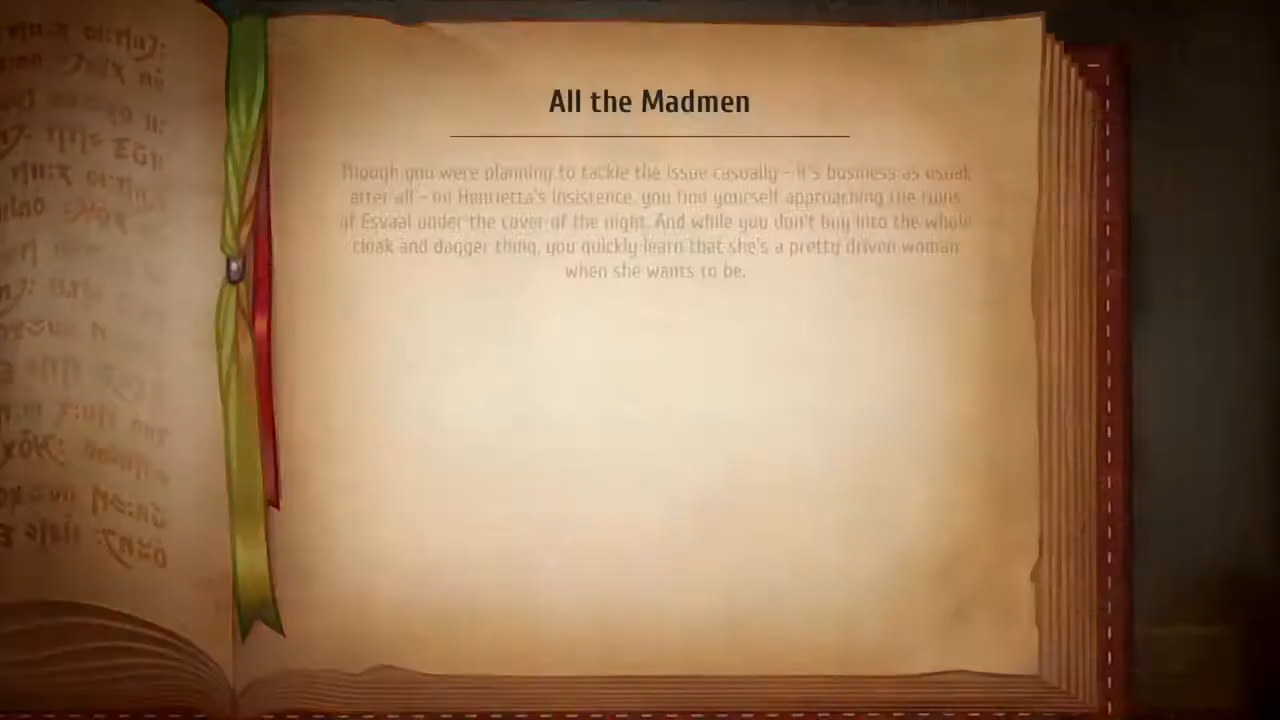 All the Madmen
Though you were planning to tackle the issue casually - it's business as usual,
after all - on Henrietta's insistence, you find yourself approaching the ruins
of Esvaal under the cover of the night. And while you don't buy into the whole
cloak and dagger thing, you quickly learn that she's a pretty driven woman
when she wants to be.